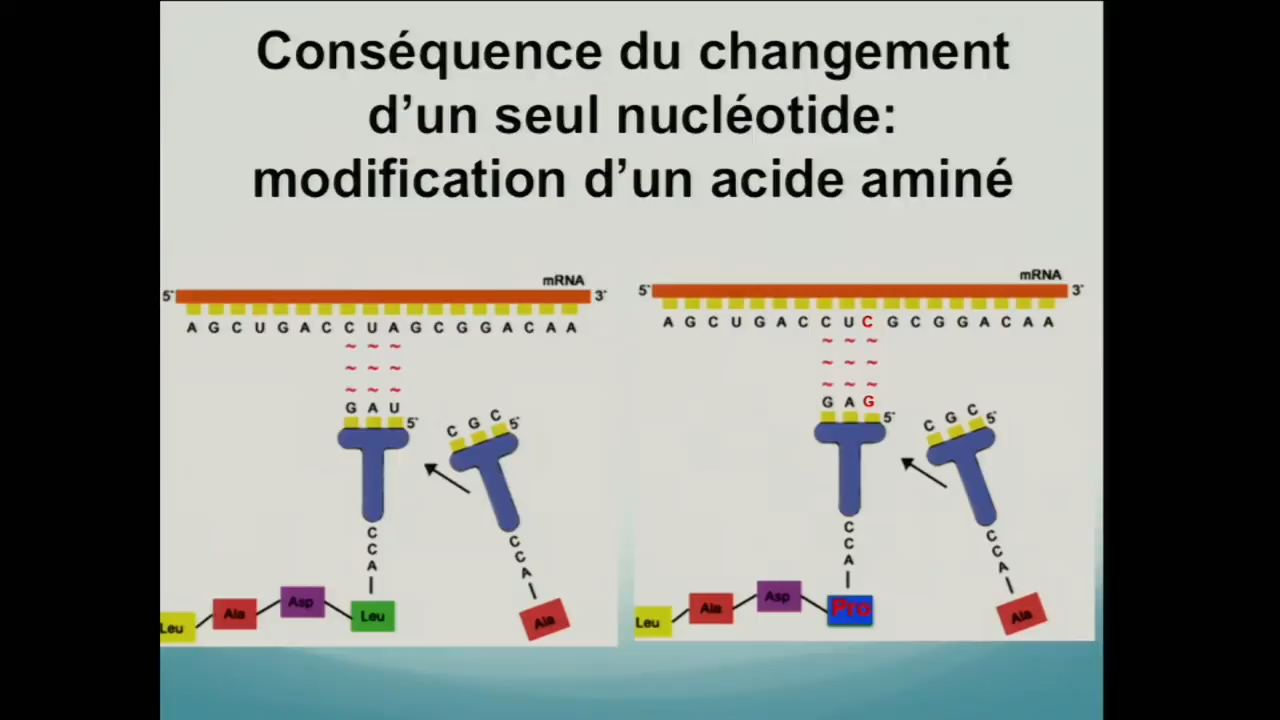 Conséquence du changement
d’un seul nucléotide:
modification d’un acide aminé
mRNA
5' 3'
A G C U G A C C U A G C G G A C A A
G A U
5'
C G C
5'
C
C
A
C
C
A
Leu Ala Asp Leu
Ala
mRNA
5' 3'
A G C U G A C C U C G C G G A C A A
G A G
5'
C G C
5'
C
C
A
C
C
A
Leu Ala Asp Pro
Ala